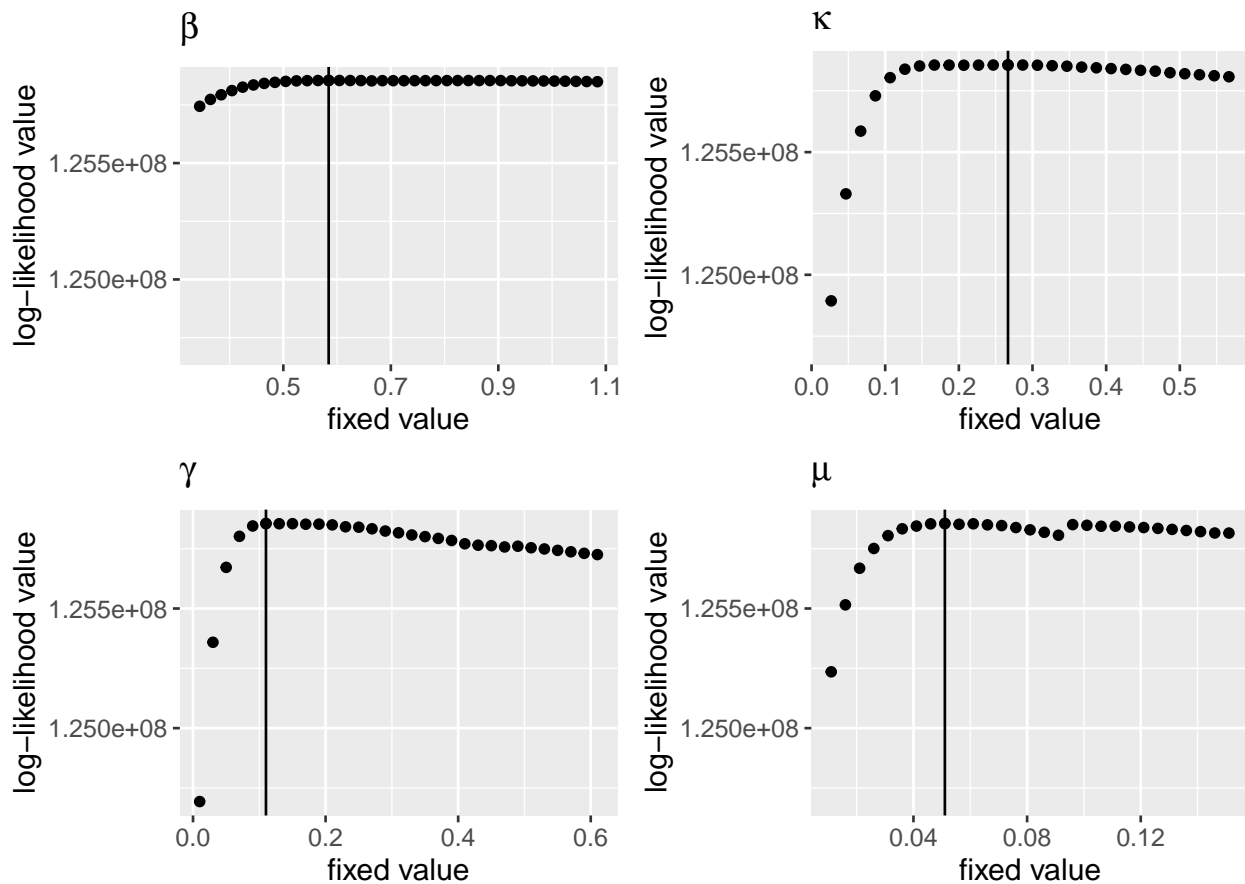 β
log−likelihood value
1.255e+08
1.250e+08
0.5 0.7 0.9 1.1
fixed value
κ
log−likelihood value
1.255e+08
1.250e+08
0.0 0.1 0.2 0.3 0.4 0.5
fixed value
γ
log−likelihood value
1.255e+08
1.250e+08
0.0 0.2 0.4 0.6
fixed value
μ
log−likelihood value
1.255e+08
1.250e+08
0.04 0.08 0.12
fixed value